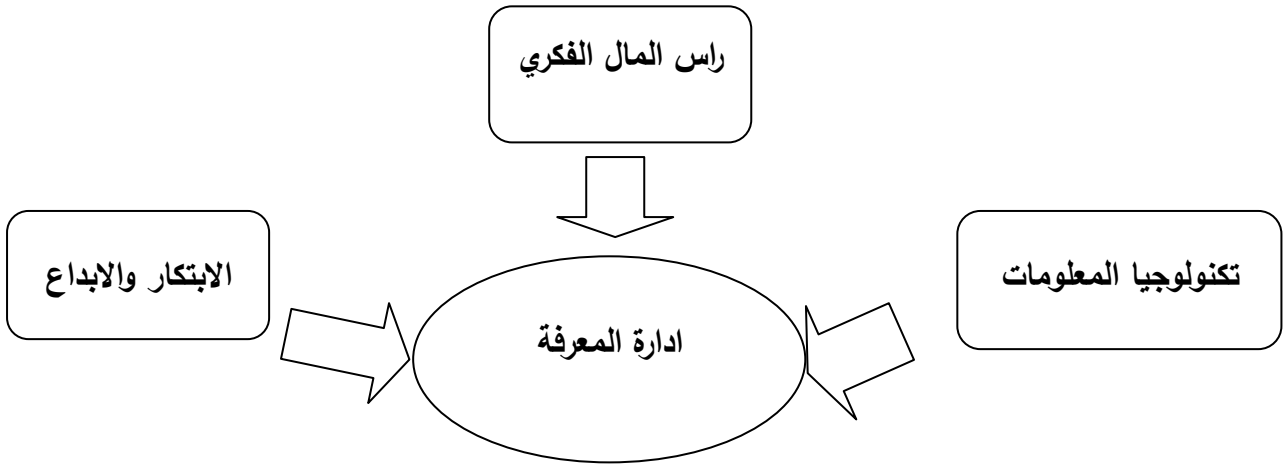 راس المال الفكري
تكنولوجيا المعلومات
الابتكار والابداع
ادارة المعرفة